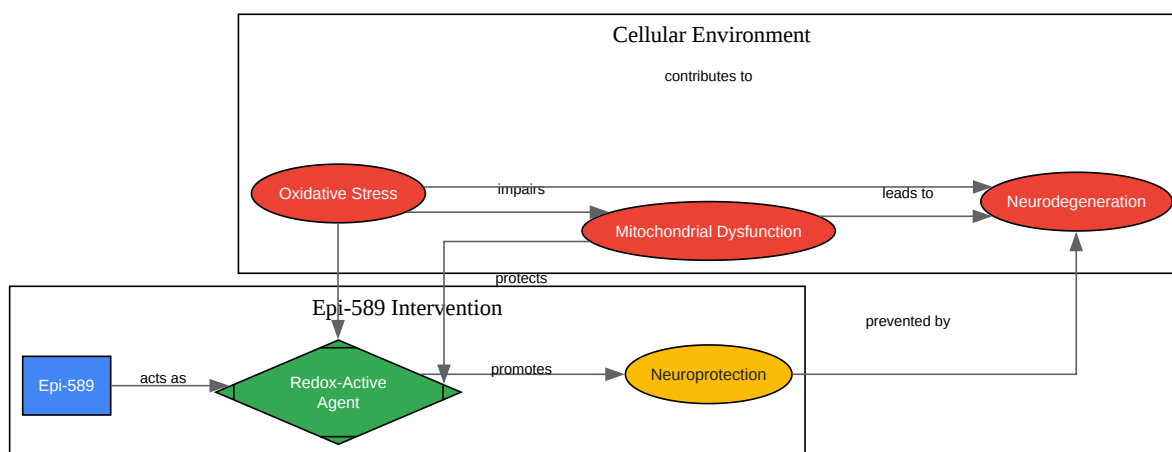 Cellular Environment
contributes to
Oxidative Stress
impairs
leads to
Neurodegeneration
Mitochondrial Dysfunction
protects
Epi-589 Intervention
prevented by
Epi-589
acts as
Redox-Active
Agent
promotes
Neuroprotection